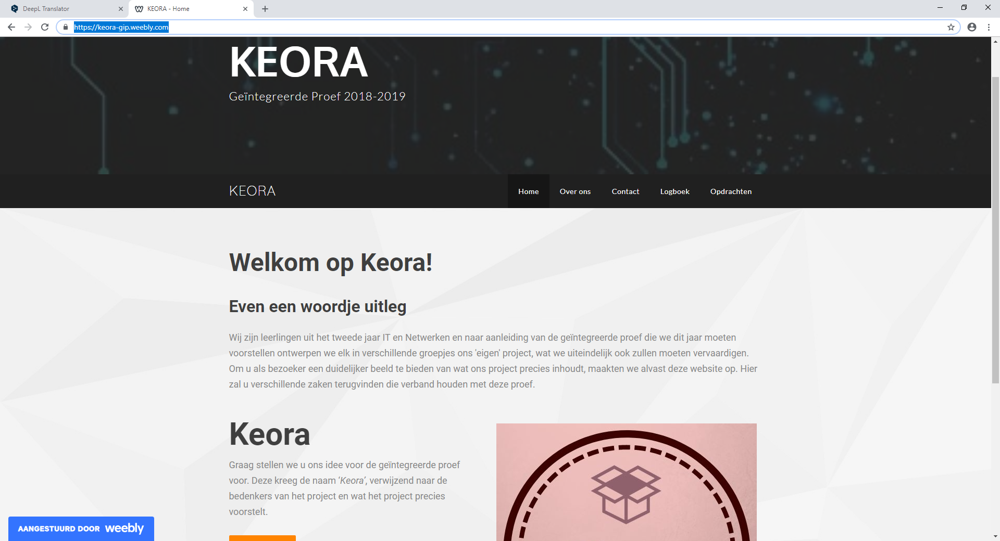 DeepL Translator
KEORA - Home
https://keora-gip.weebly.com
KEORA
Geïntegreerde Proef 2018-2019
KEORA
Home
Over ons
Contact
Logboek
Opdrachten
Welkom op Keora!
Even een woordje uitleg
Wij zijn leerlingen uit het tweede jaar IT en Netwerken en naar aanleiding van de geïntegreerde proef die we dit jaar moeten
voorstellen ontwerpen we elk in verschillende groepjes ons 'eigen' project, wat we uiteindelijk ook zullen moeten vervaardigen.
Om u als bezoeker een duidelijker beeld te bieden van wat ons project precies inhoudt, maakten we alvast deze website op. Hier
zal u verschillende zaken terugvinden die verband houden met deze proef.
Keora
Graag stellen we u ons idee voor de geïntegreerde proef
voor. Deze kreeg de naam ‘Keora’, verwijzend naar de
bedenkers van het project en wat het project precies
voorstelt.
AANGESTUURD DOOR weebly